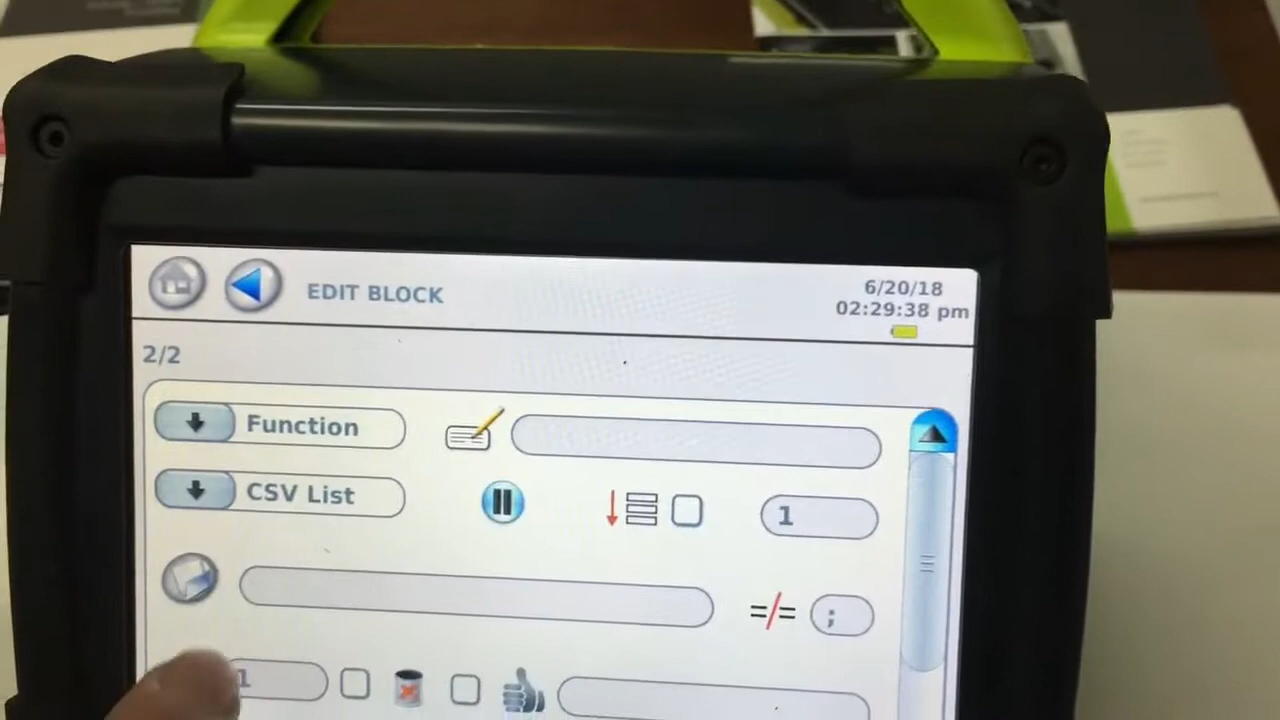 EDIT BLOCK
6/20/18
02:29:38 pm
2/2
Function
CSV List
1
=/=
;
1